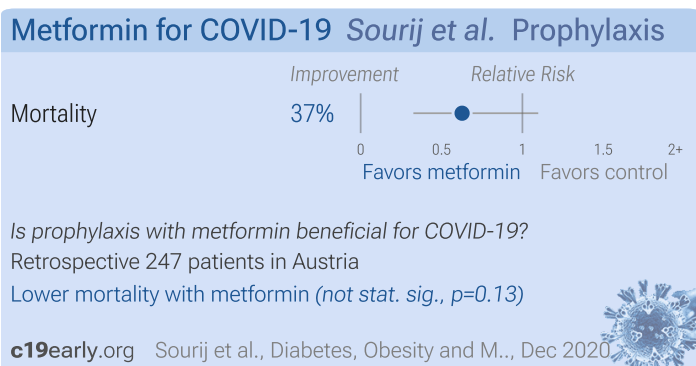 Metformin for COVID-19 Sourij et al. Prophylaxis
Improvement Relative Risk
Mortality 37%
0 0.5 1 1.5 2+
Favors metformin Favors control
Is prophylaxis with metformin beneficial for COVID-19?
Retrospective 247 patients in Austria
Lower mortality with metformin (not stat. sig., p=0.13)
c19early.org Sourij et al., Diabetes, Obesity and M.., Dec 2020